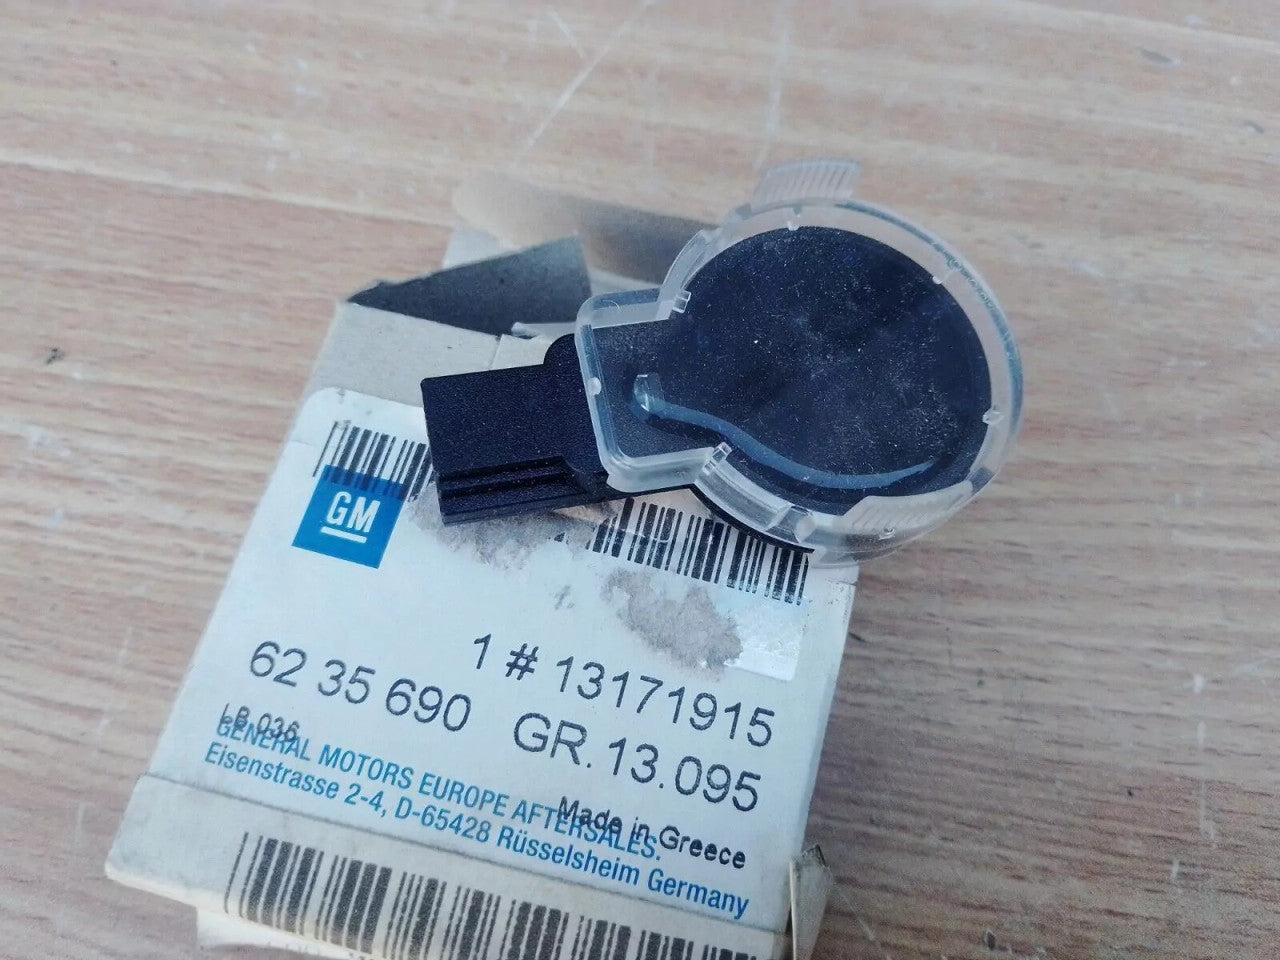 GM
1 # 13171915
62 35 690 GR.13.095
LB 036
GENERAL MOTORS EUROPE AFTERSALES.
Made in Greece
Eisenstrasse 2-4, D-65428 Rüsselsheim Germany